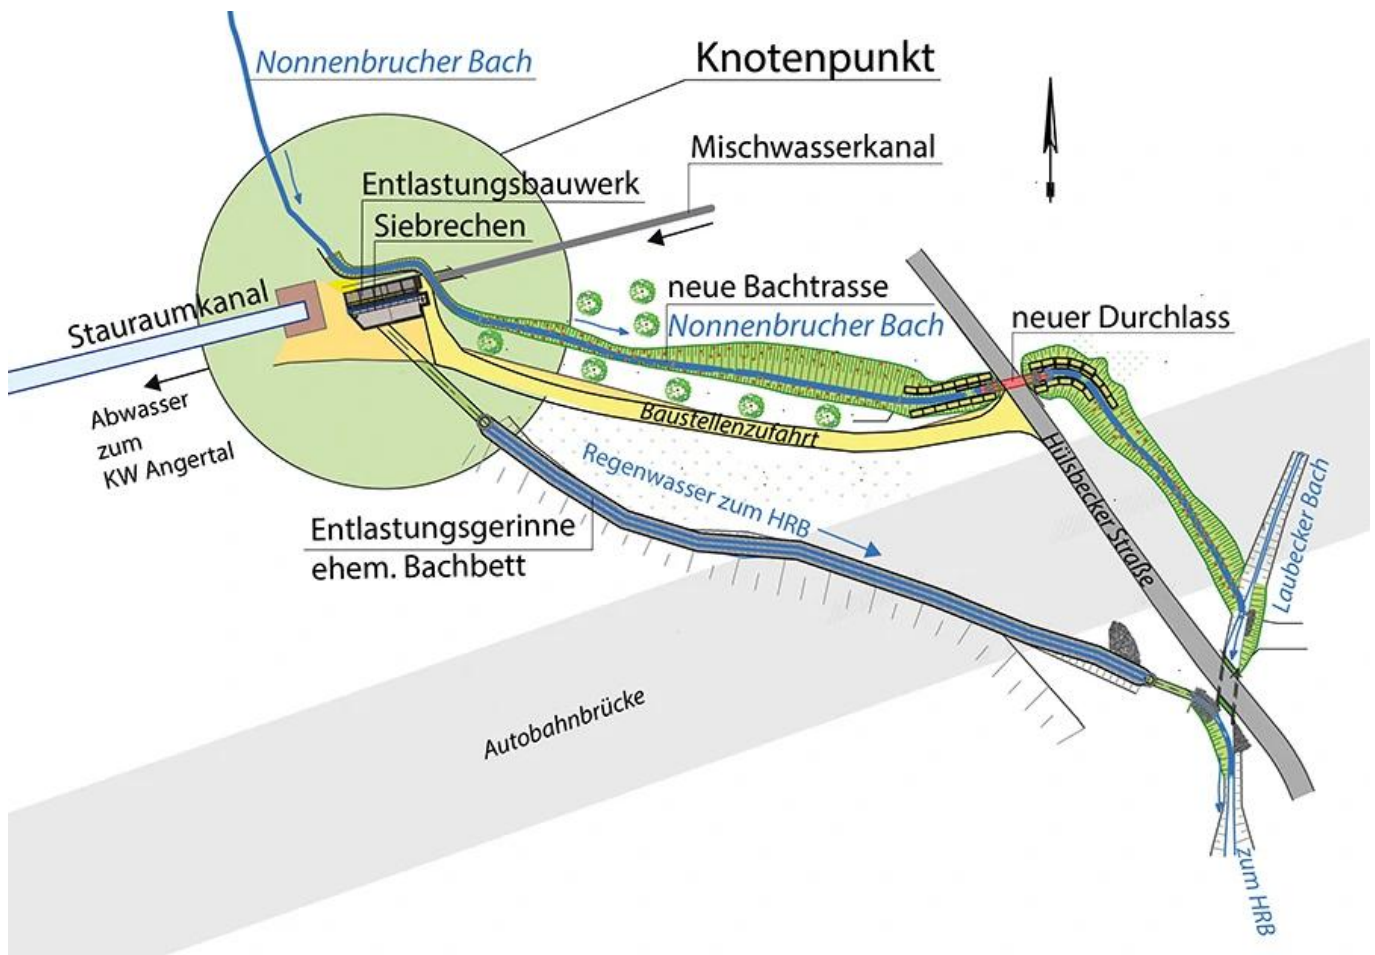 Nonnenbrucher Bach
Knotenpunkt
Mischwasserkanal
Entlastungsbauwerk
Siebrechen
Stauraumkanal
neue Bachtrasse
Nonnenbrucher Bach
neuer Durchlass
Abwasser
zum
KW Angertal
Baustellenzufahrt
Regenwasser zum HRB
Hülsbecker Straße
Laubecker Bach
Entlastungsgerinne
ehem. Bachbett
Autobahnbrücke
zum HRB